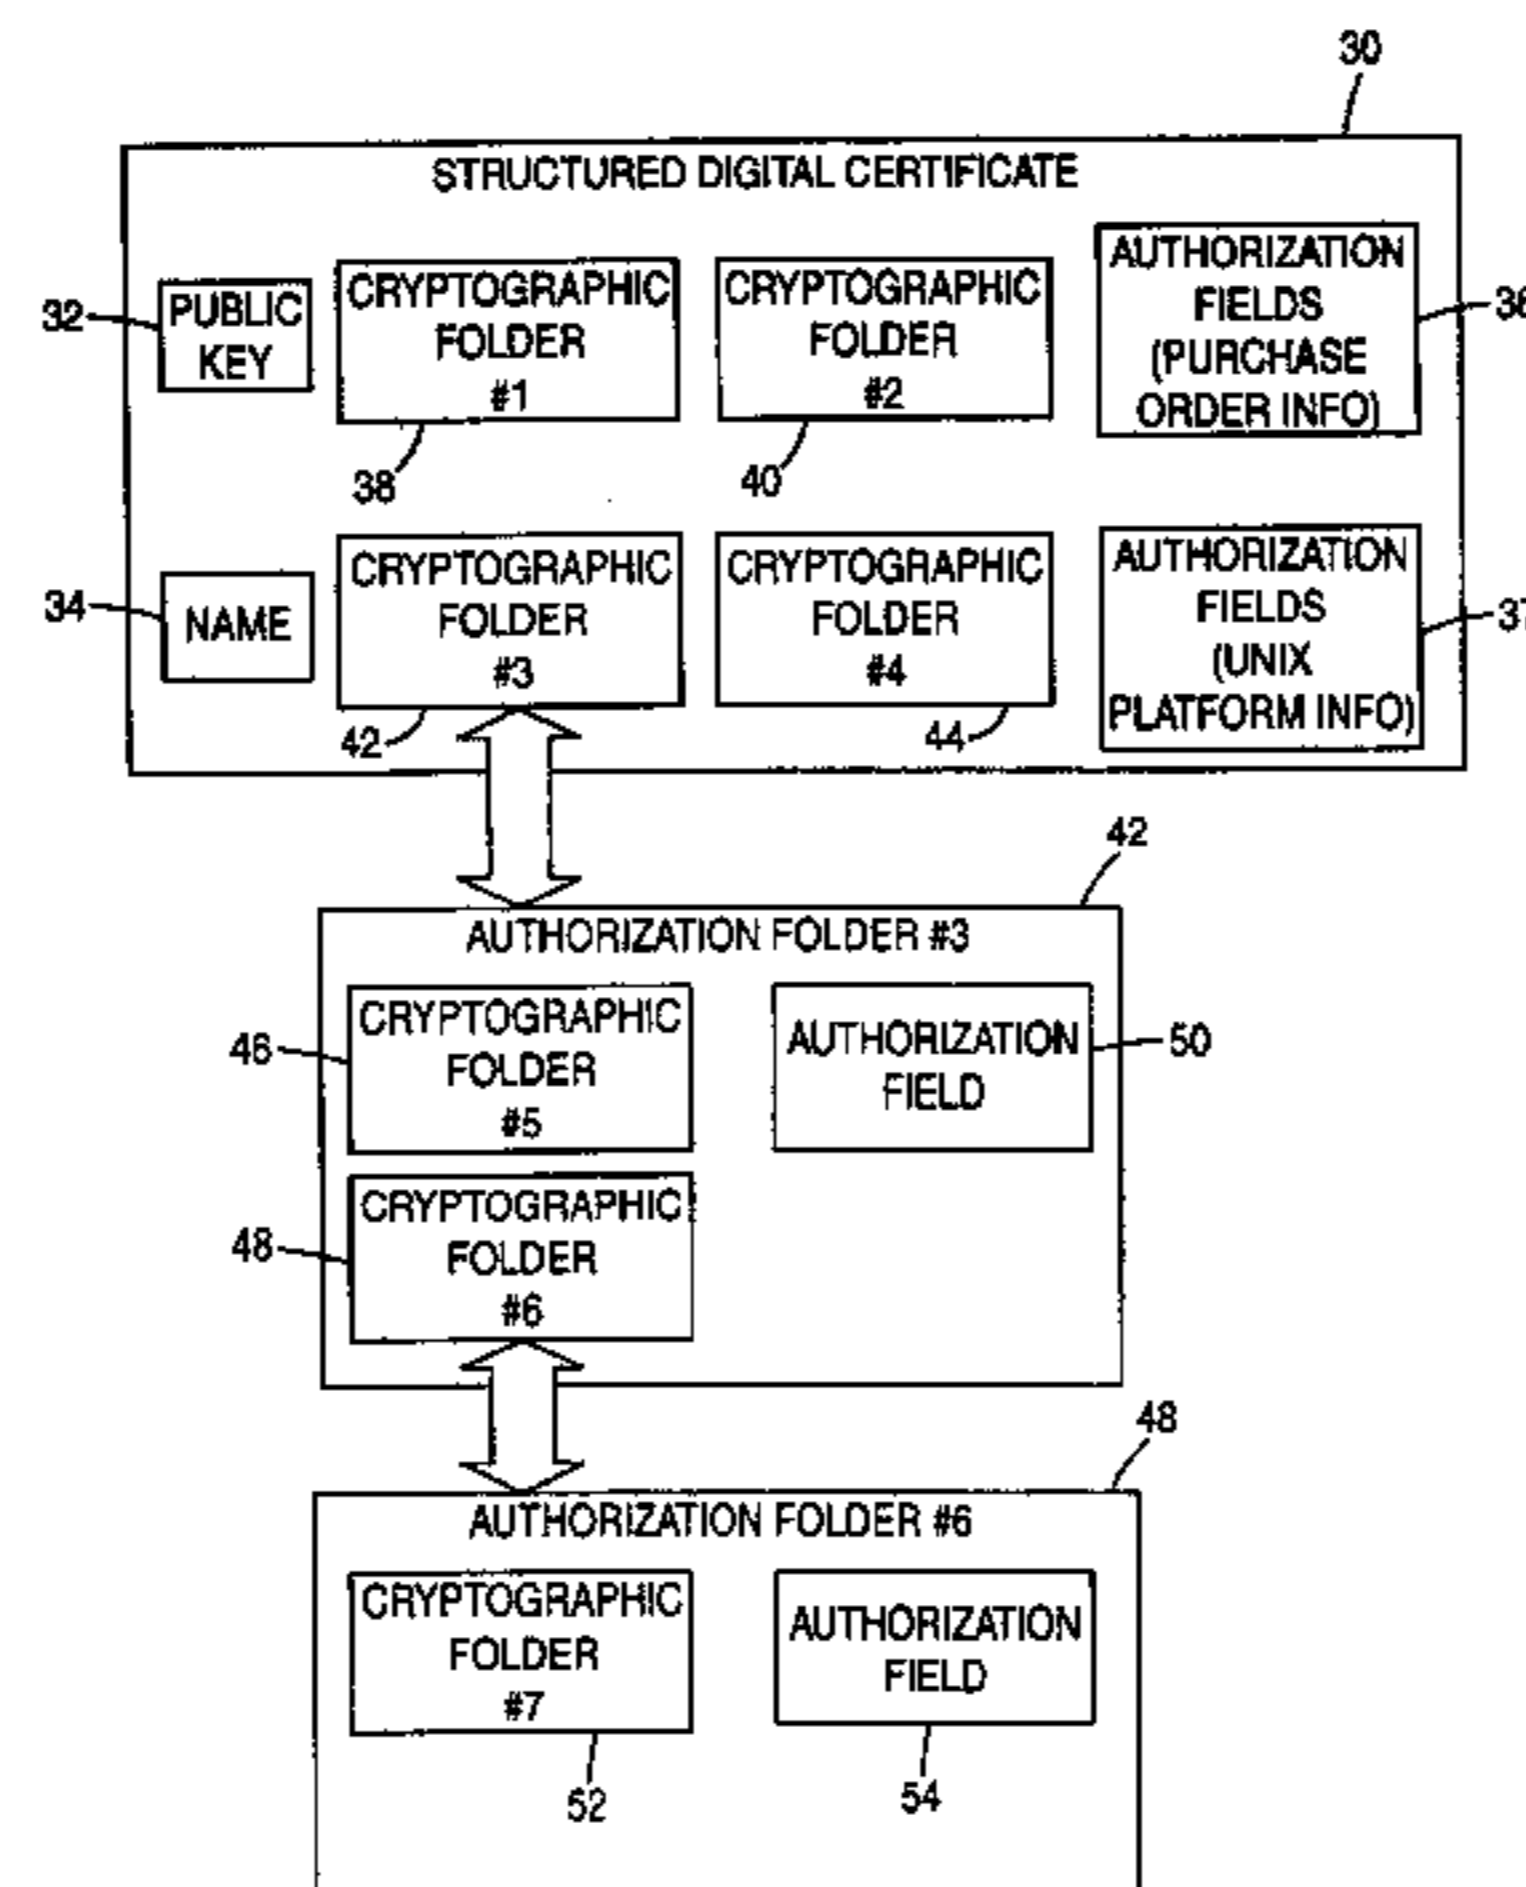 30
STRUCTURED DIGITAL CERTIFICATE
32
PUBLIC
KEY
CRYPTOGRAPHIC
FOLDER
#1
38
CRYPTOGRAPHIC
FOLDER
#2
40
AUTHORIZATION
FIELDS
(PURCHASE
ORDER INFO)
36
34
NAME
CRYPTOGRAPHIC
FOLDER
#3
42
CRYPTOGRAPHIC
FOLDER
#4
44
AUTHORIZATION
FIELDS
(UNIX
PLATFORM INFO)
37
42
AUTHORIZATION FOLDER #3
46
CRYPTOGRAPHIC
FOLDER
#5
AUTHORIZATION
FIELD
50
48
CRYPTOGRAPHIC
FOLDER
#6
48
AUTHORIZATION FOLDER #6
CRYPTOGRAPHIC
FOLDER
#7
52
AUTHORIZATION
FIELD
54